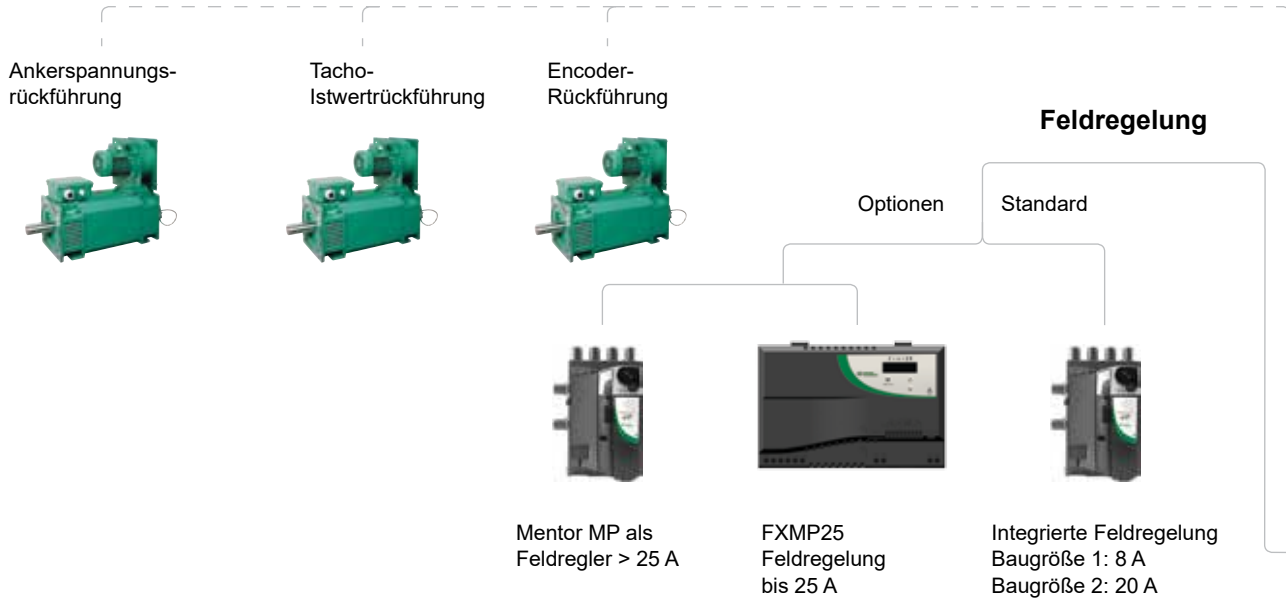 Ankerspannungs-
rückführung
Tacho-
Istwertrückführung
Encoder-
Rückführung
Feldregelung
Optionen
Standard
Mentor MP als
Feldregler > 25 A
FXMP25
Feldregelung
bis 25 A
Integrierte Feldregelung
Baugröße 1: 8 A
Baugröße 2: 20 A